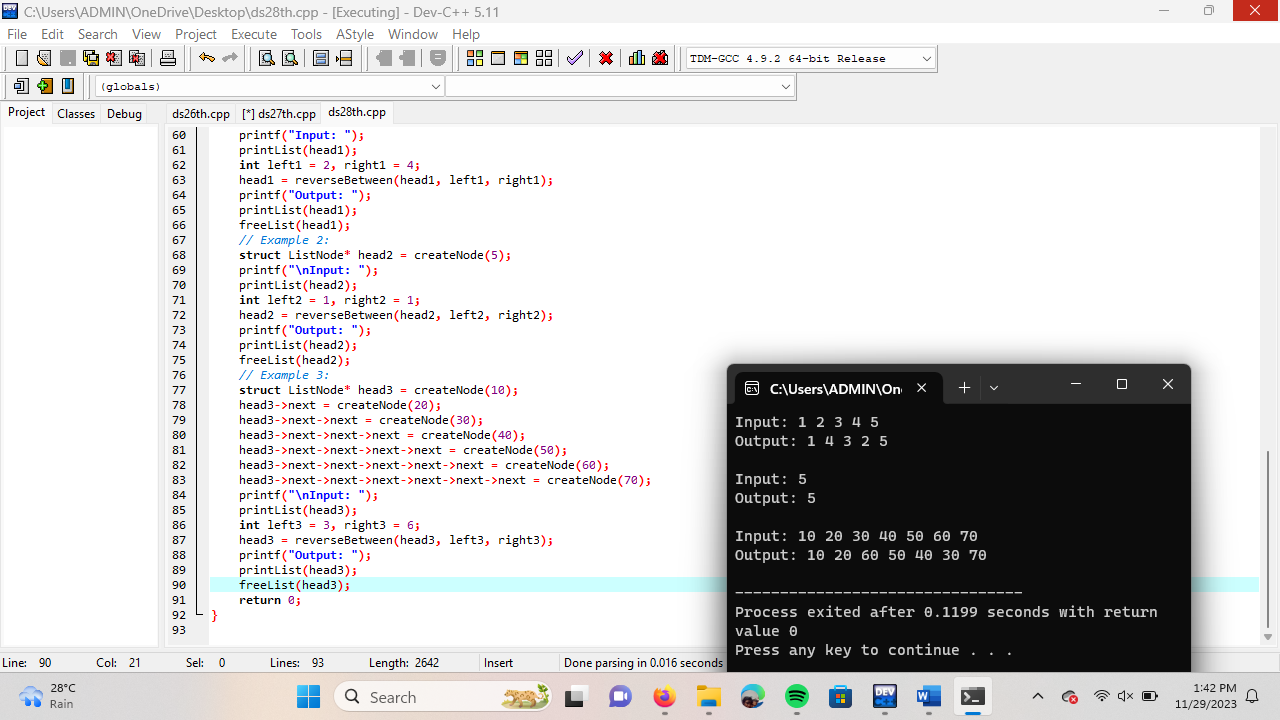 C:\Users\ADMIN\OneDrive\Desktop\ds28th.cpp - [Executing] - Dev-C++ 5.11
File Edit Search View Project Execute Tools AStyle Window Help
TDM-GCC 4.9.2 64-bit Release
(globals)
Project Classes Debug
ds26th.cpp [*] ds27th.cpp ds28th.cpp
60 printf("Input: ");
61 printList(head1);
62 int left1 = 2, right1 = 4;
63 head1 = reverseBetween(head1, left1, right1);
64 printf("Output: ");
65 printList(head1);
66 freeList(head1);
67 // Example 2:
68 struct ListNode* head2 = createNode(5);
69 printf("\nInput: ");
70 printList(head2);
71 int left2 = 1, right2 = 1;
72 head2 = reverseBetween(head2, left2, right2);
73 printf("Output: ");
74 printList(head2);
75 freeList(head2);
76 // Example 3:
77 struct ListNode* head3 = createNode(10);
78 head3->next = createNode(20);
79 head3->next->next = createNode(30);
80 head3->next->next->next = createNode(40);
81 head3->next->next->next->next = createNode(50);
82 head3->next->next->next->next->next = createNode(60);
83 head3->next->next->next->next->next->next = createNode(70);
84 printf("\nInput: ");
85 printList(head3);
86 int left3 = 3, right3 = 6;
87 head3 = reverseBetween(head3, left3, right3);
88 printf("Output: ");
89 printList(head3);
90 freeList(head3);
91 return 0;
92 }
93
C:\Users\ADMIN\On
Input: 1 2 3 4 5
Output: 1 4 3 2 5
Input: 5
Output: 5
Input: 10 20 30 40 50 60 70
Output: 10 20 60 50 40 30 70
--------------------------------
Process exited after 0.1199 seconds with return
value 0
Press any key to continue . . .
Line: 90 Col: 21 Sel: 0 Lines: 93 Length: 2642 Insert Done parsing in 0.016 seconds
28°C
Rain
Search
DEV
1:42 PM
11/29/2023